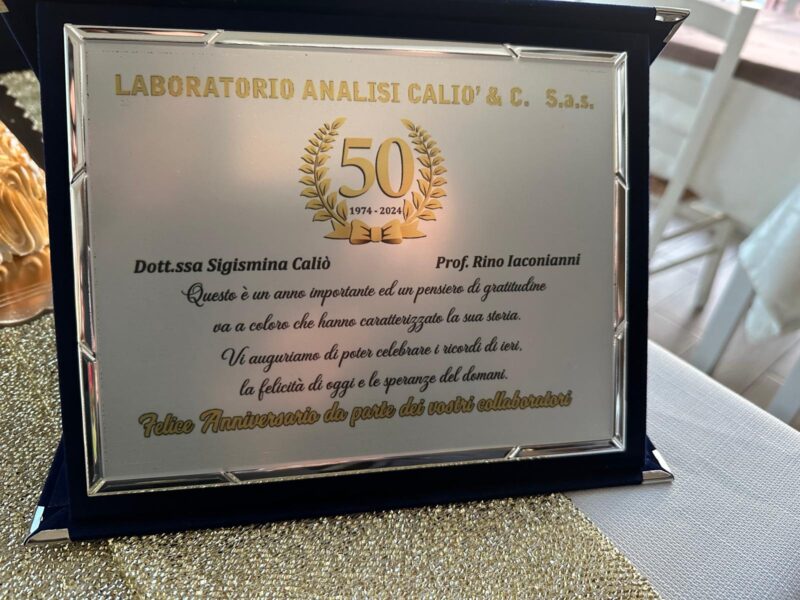 LABORATORIO ANALISI CALIO' & C. S.a.s.
50
1974 - 2024
Dott.ssa Sigismina Caliò Prof. Rino Iaconianni
Questo è un anno importante ed un pensiero di gratitudine
va a coloro che hanno caratterizzato la sua storia.
Vi auguriamo di poter celebrare i ricordi di ieri,
la felicità di oggi e le speranze del domani.
Felice Anniversario da parte dei vostri collaboratori